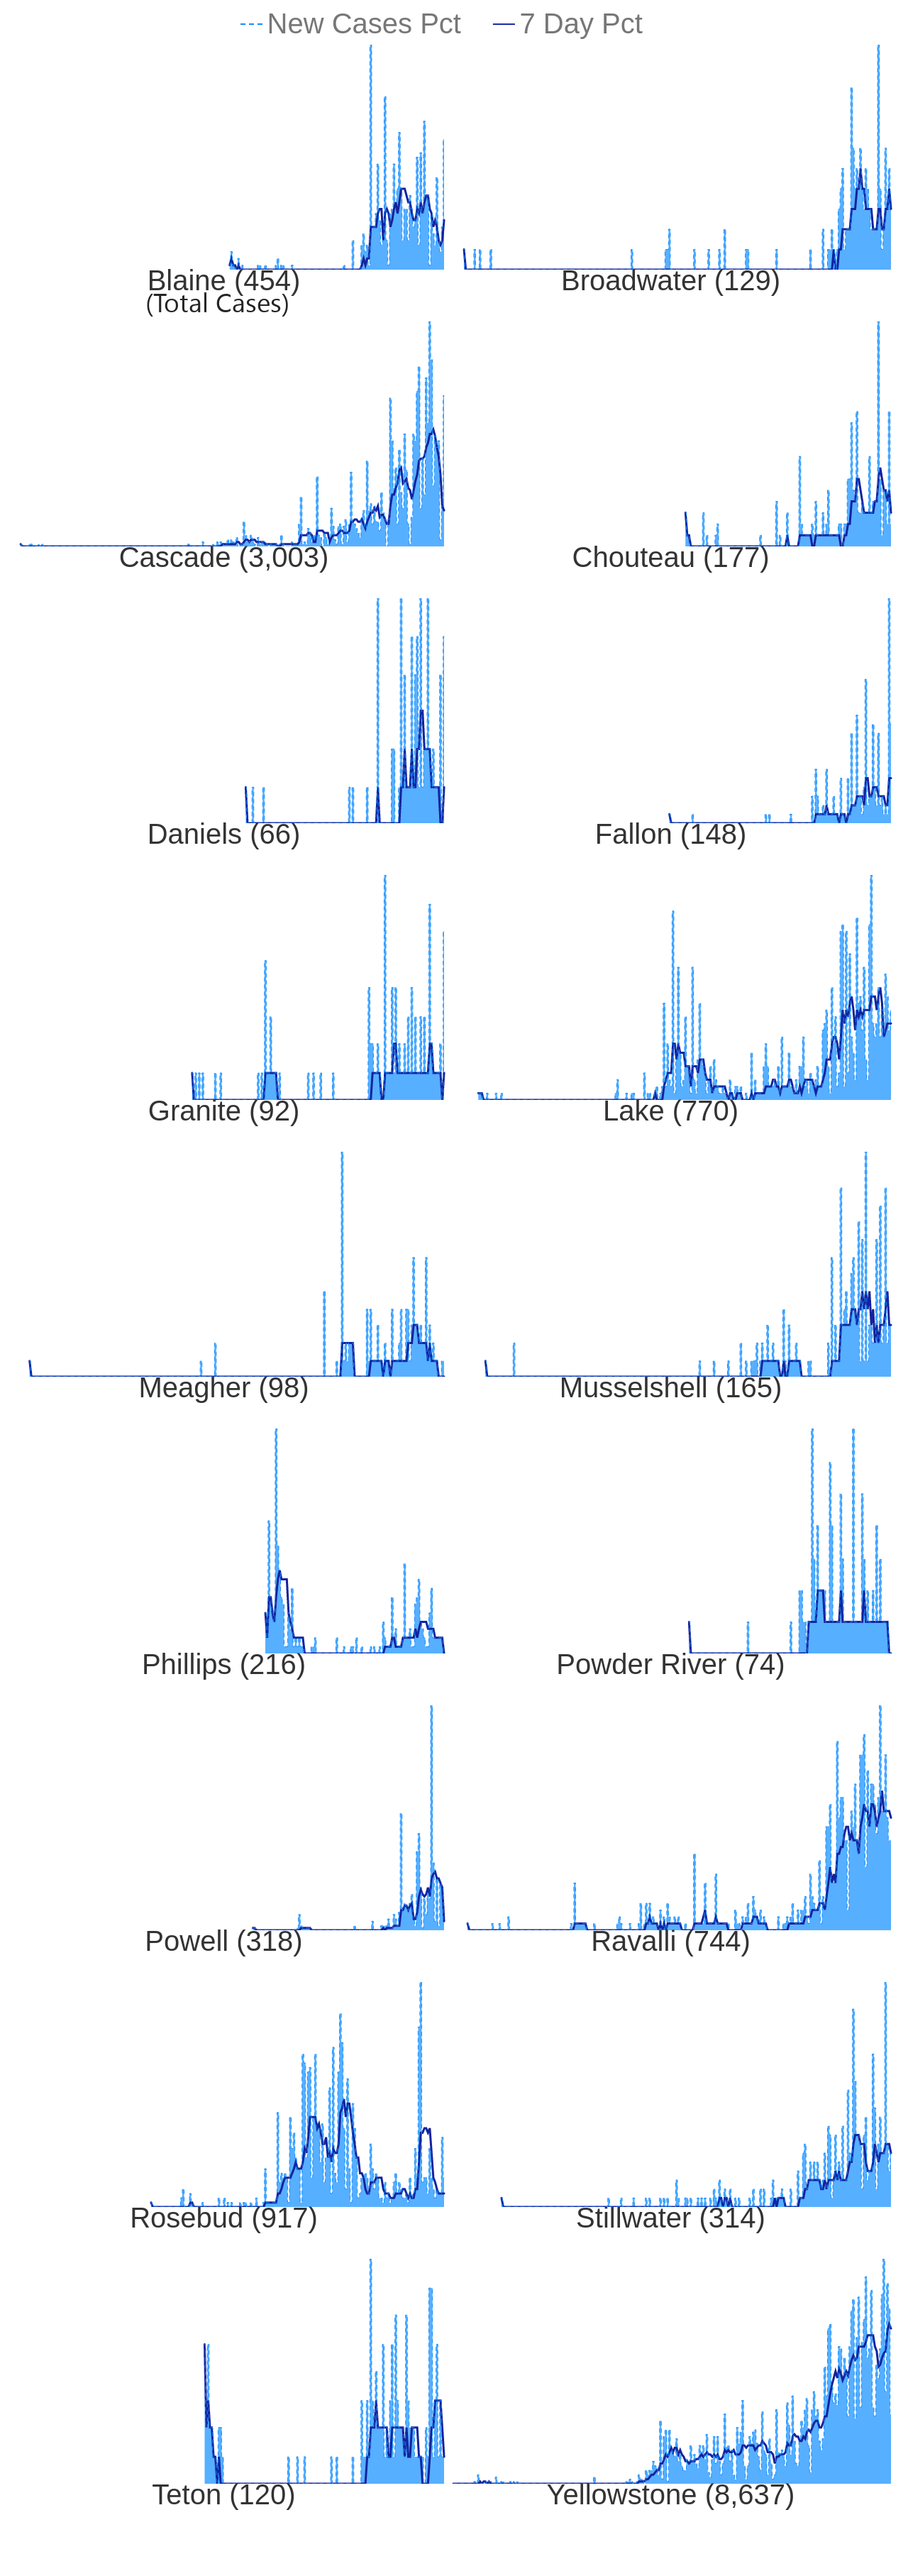 New Cases Pct 7 Day Pct
Blaine (454) Broadwater (129)
(Total Cases)
Cascade (3,003) Chouteau (177)
Daniels (66) Fallon (148)
Granite (92) Lake (770)
Meagher (98) Musselshell (165)
Phillips (216) Powder River (74)
Powell (318) Ravalli (744)
Rosebud (917) Stillwater (314)
Teton (120) Yellowstone (8,637)